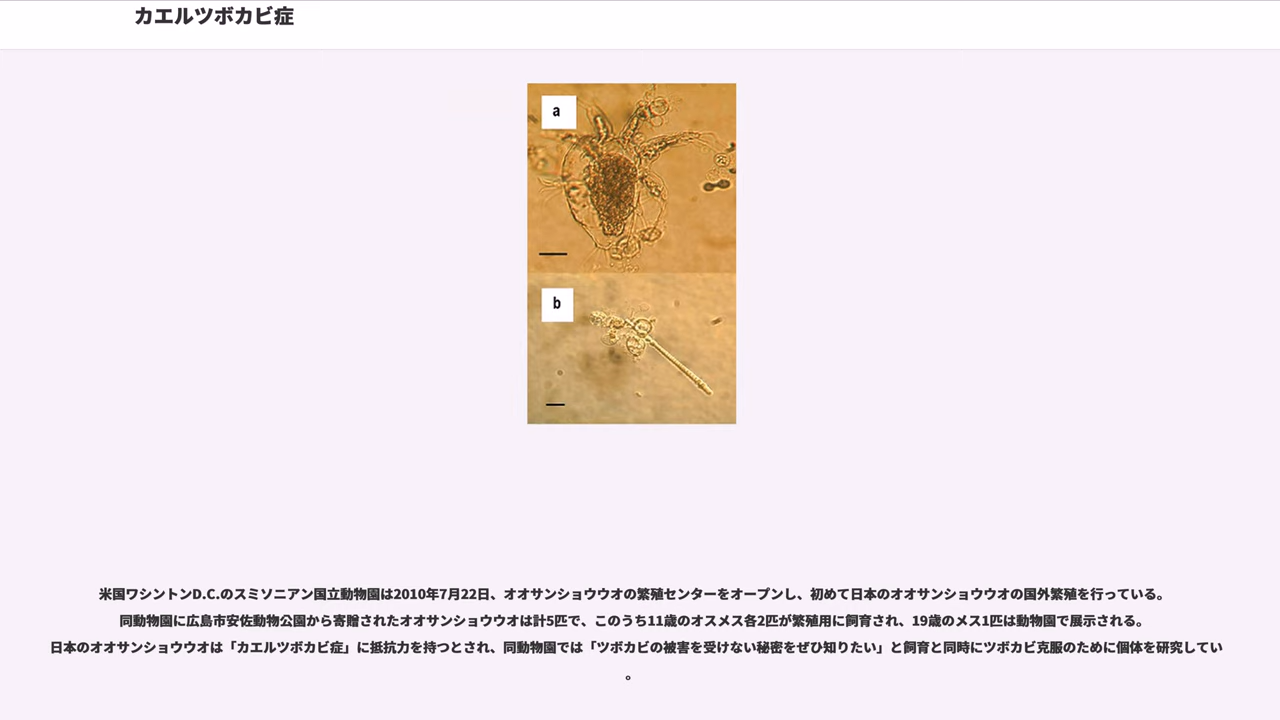 カエルツボカビ症
a
b
米国ワシントンD.C.のスミソニアン国立動物園は2010年7月22日、オオサンショウウオの繁殖センターをオープンし、初めて日本のオオサンショウウオの国外繁殖を行っている。
同動物園に広島市安佐動物公園から寄贈されたオオサンショウウオは計5匹で、このうち11歳のオスメス各2匹が繁殖用に飼育され、19歳のメス1匹は動物園で展示される。
日本のオオサンショウウオは「カエルツボカビ症」に抵抗力を持つとされ、同動物園では「ツボカビの被害を受けない秘密をぜひ知りたい」と飼育と同時にツボカビ克服のために個体を研究してい
。